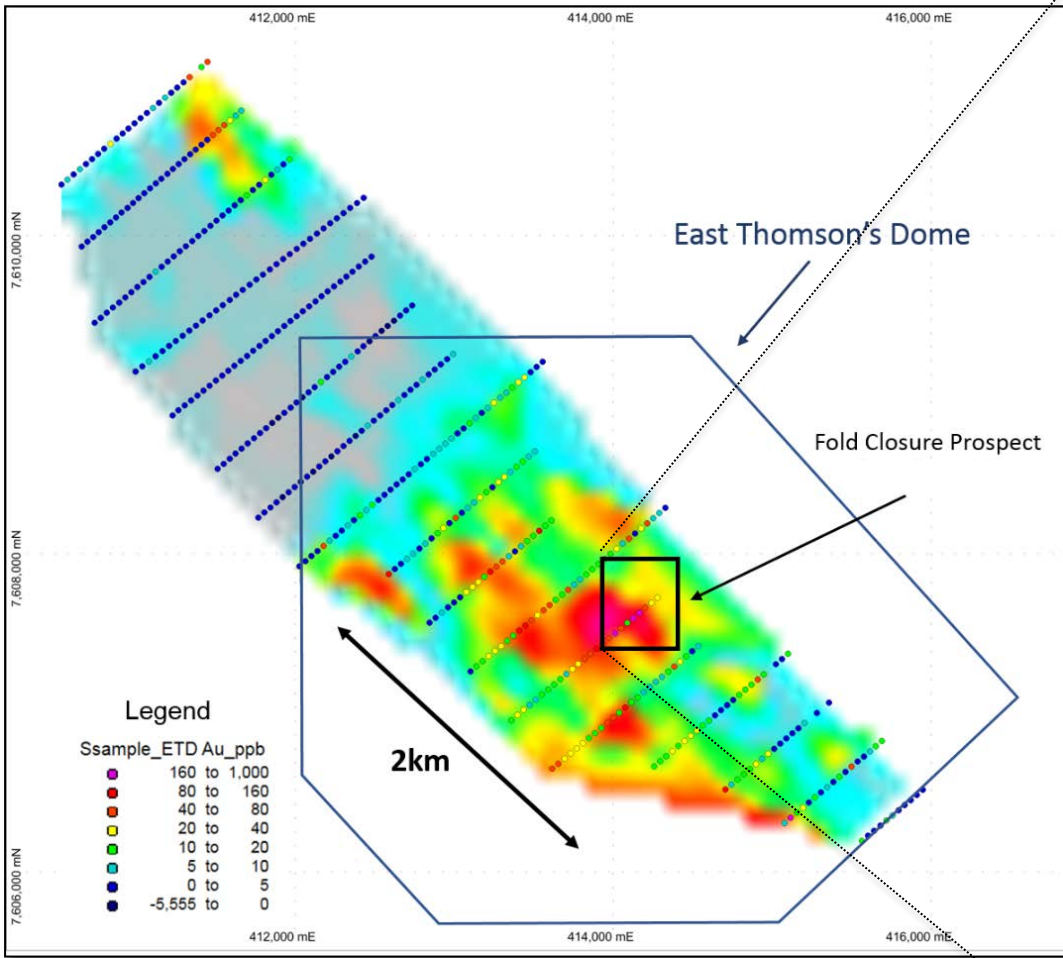 412,000 mE
414,000 mE
416,000 mE
7,610,000 mN
East Thomson's Dome
Fold Closure Prospect
7,608,000 mN
Legend
Ssample_ETD Au_ppb
160 to 1,000
80 to 160
40 to 80
20 to 40
10 to 20
5 to 10
0 to 5
-5,555 to 0
2km
7,606,000 mN
412,000 mE
414,000 mE
416,000 mE